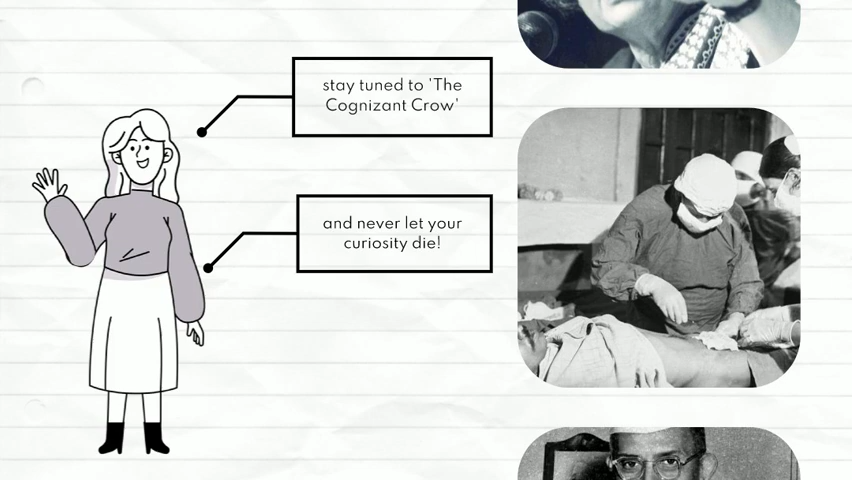 stay tuned to 'The
Cognizant Crow'
and never let your
curiosity die!